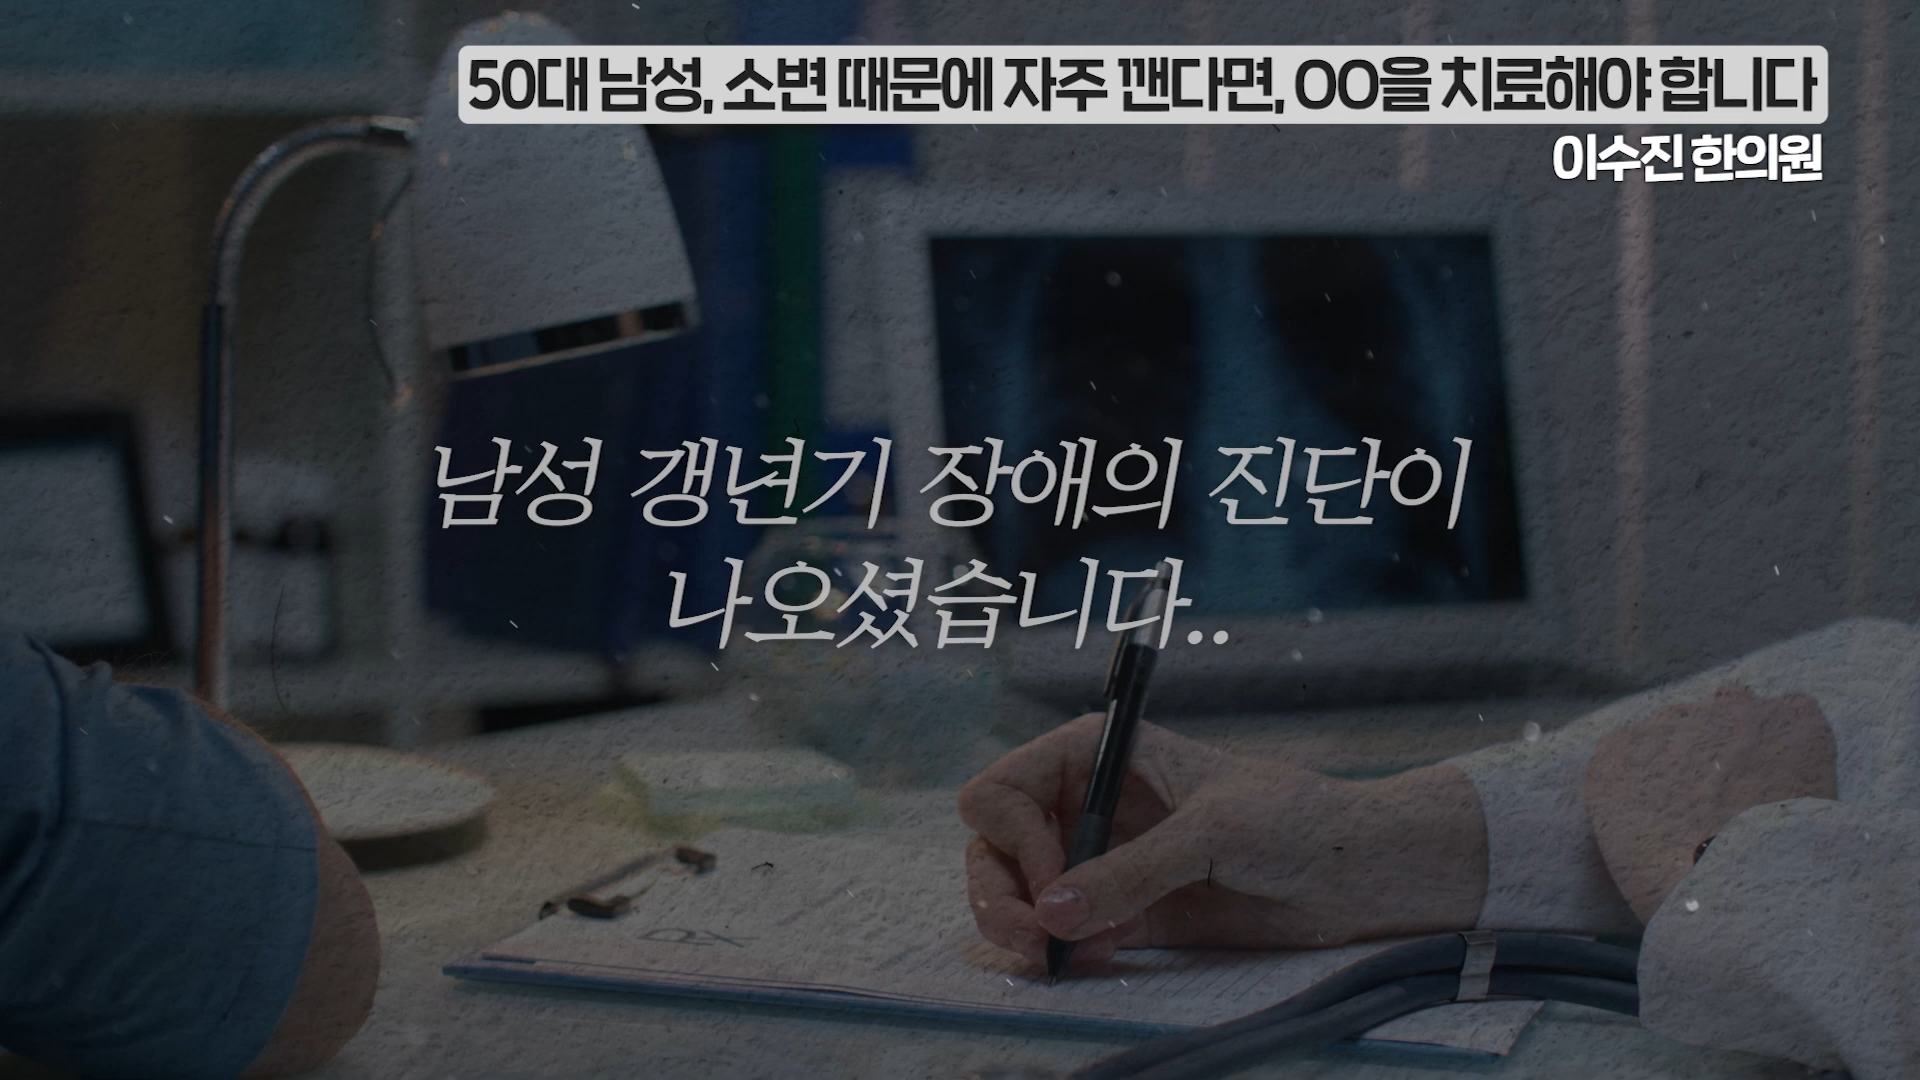 50대 남성, 소변 때문에 자주 깬다면, OO을 치료해야 합니다
이수진 한의원
남성 갱년기 장애의 진단이
나오셨습니다..